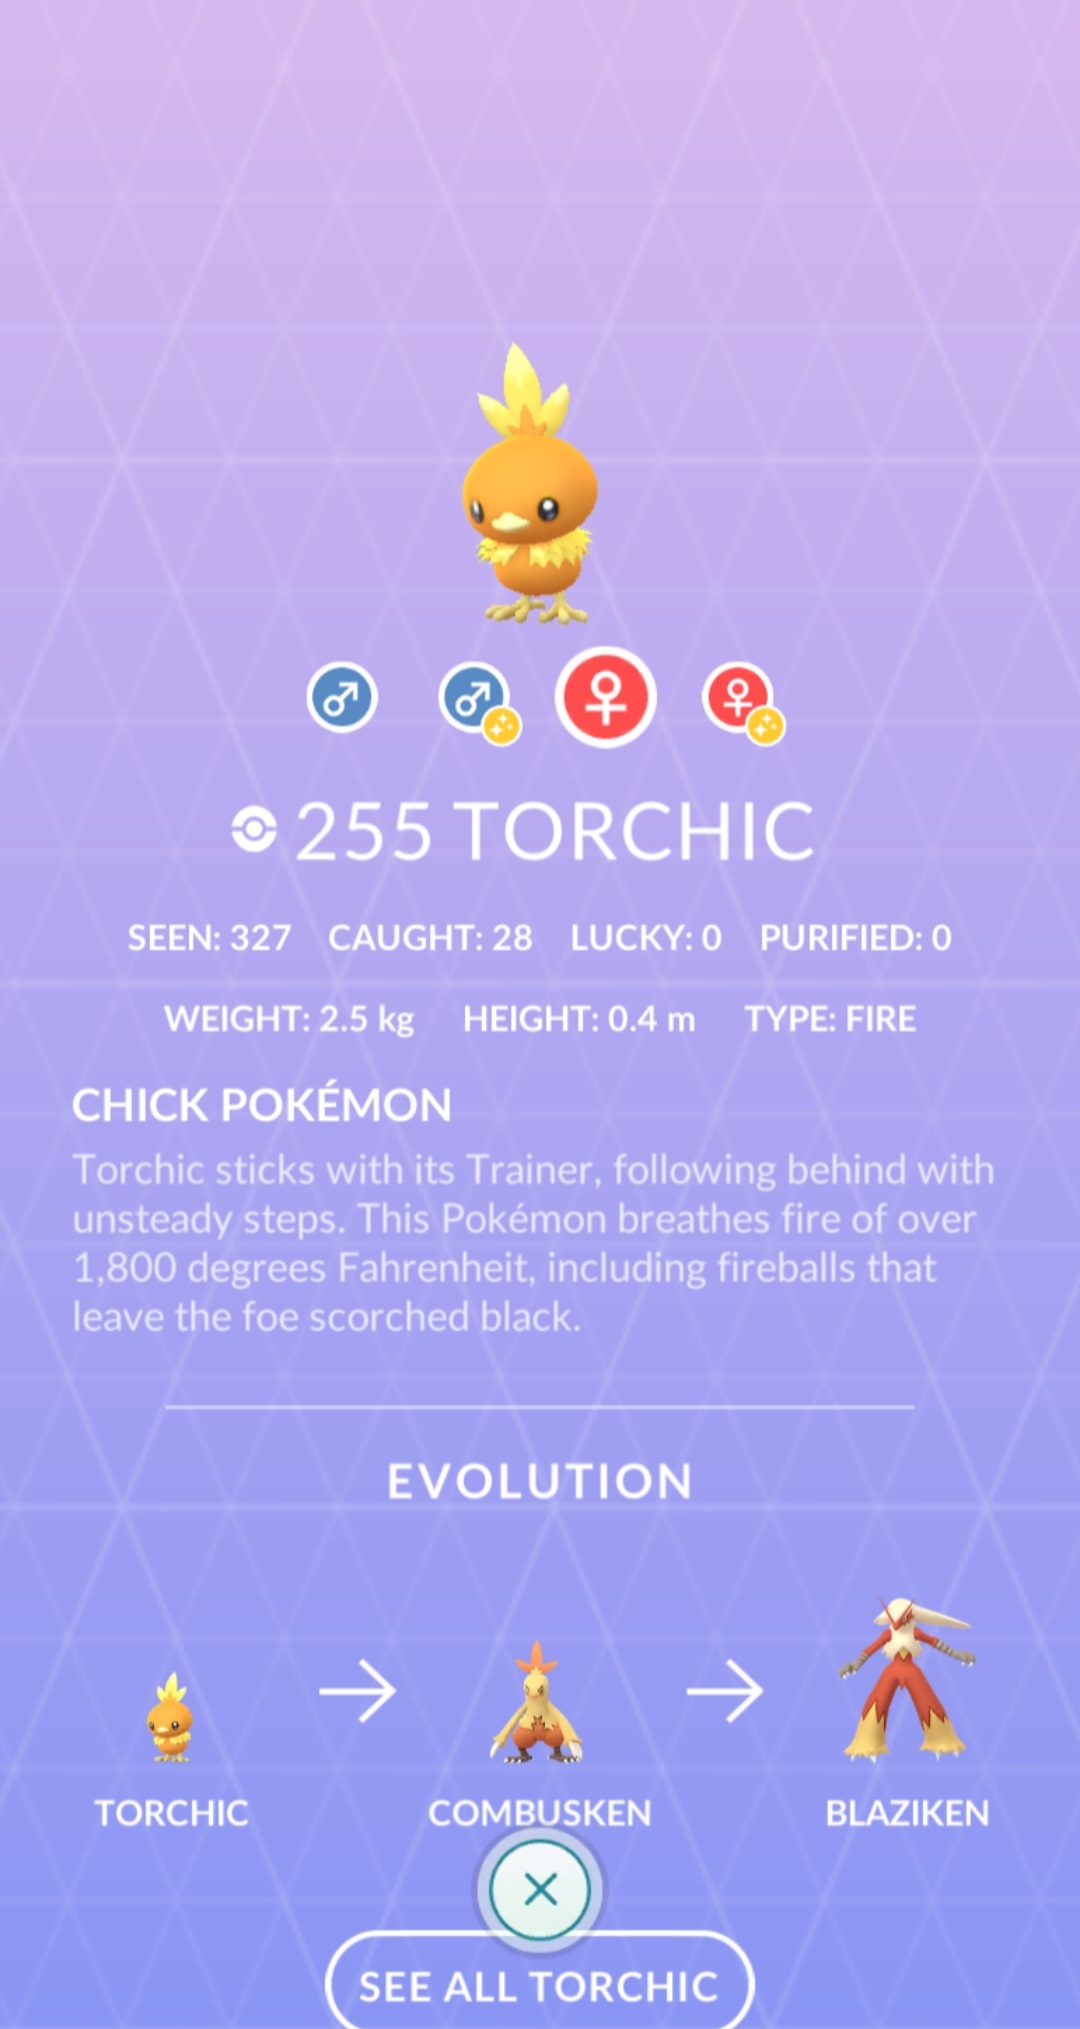 255 TORCHIC
SEEN: 327 CAUGHT: 28 LUCKY: 0 PURIFIED: 0
WEIGHT: 2.5 kg HEIGHT: 0.4 m TYPE: FIRE
CHICK POKÉMON
Torchic sticks with its Trainer, following behind with
unsteady steps. This Pokémon breathes fire of over
1,800 degrees Fahrenheit, including fireballs that
leave the foe scorched black.
EVOLUTION
TORCHIC COMBUSKEN BLAZIKEN
SEE ALL TORCHIC